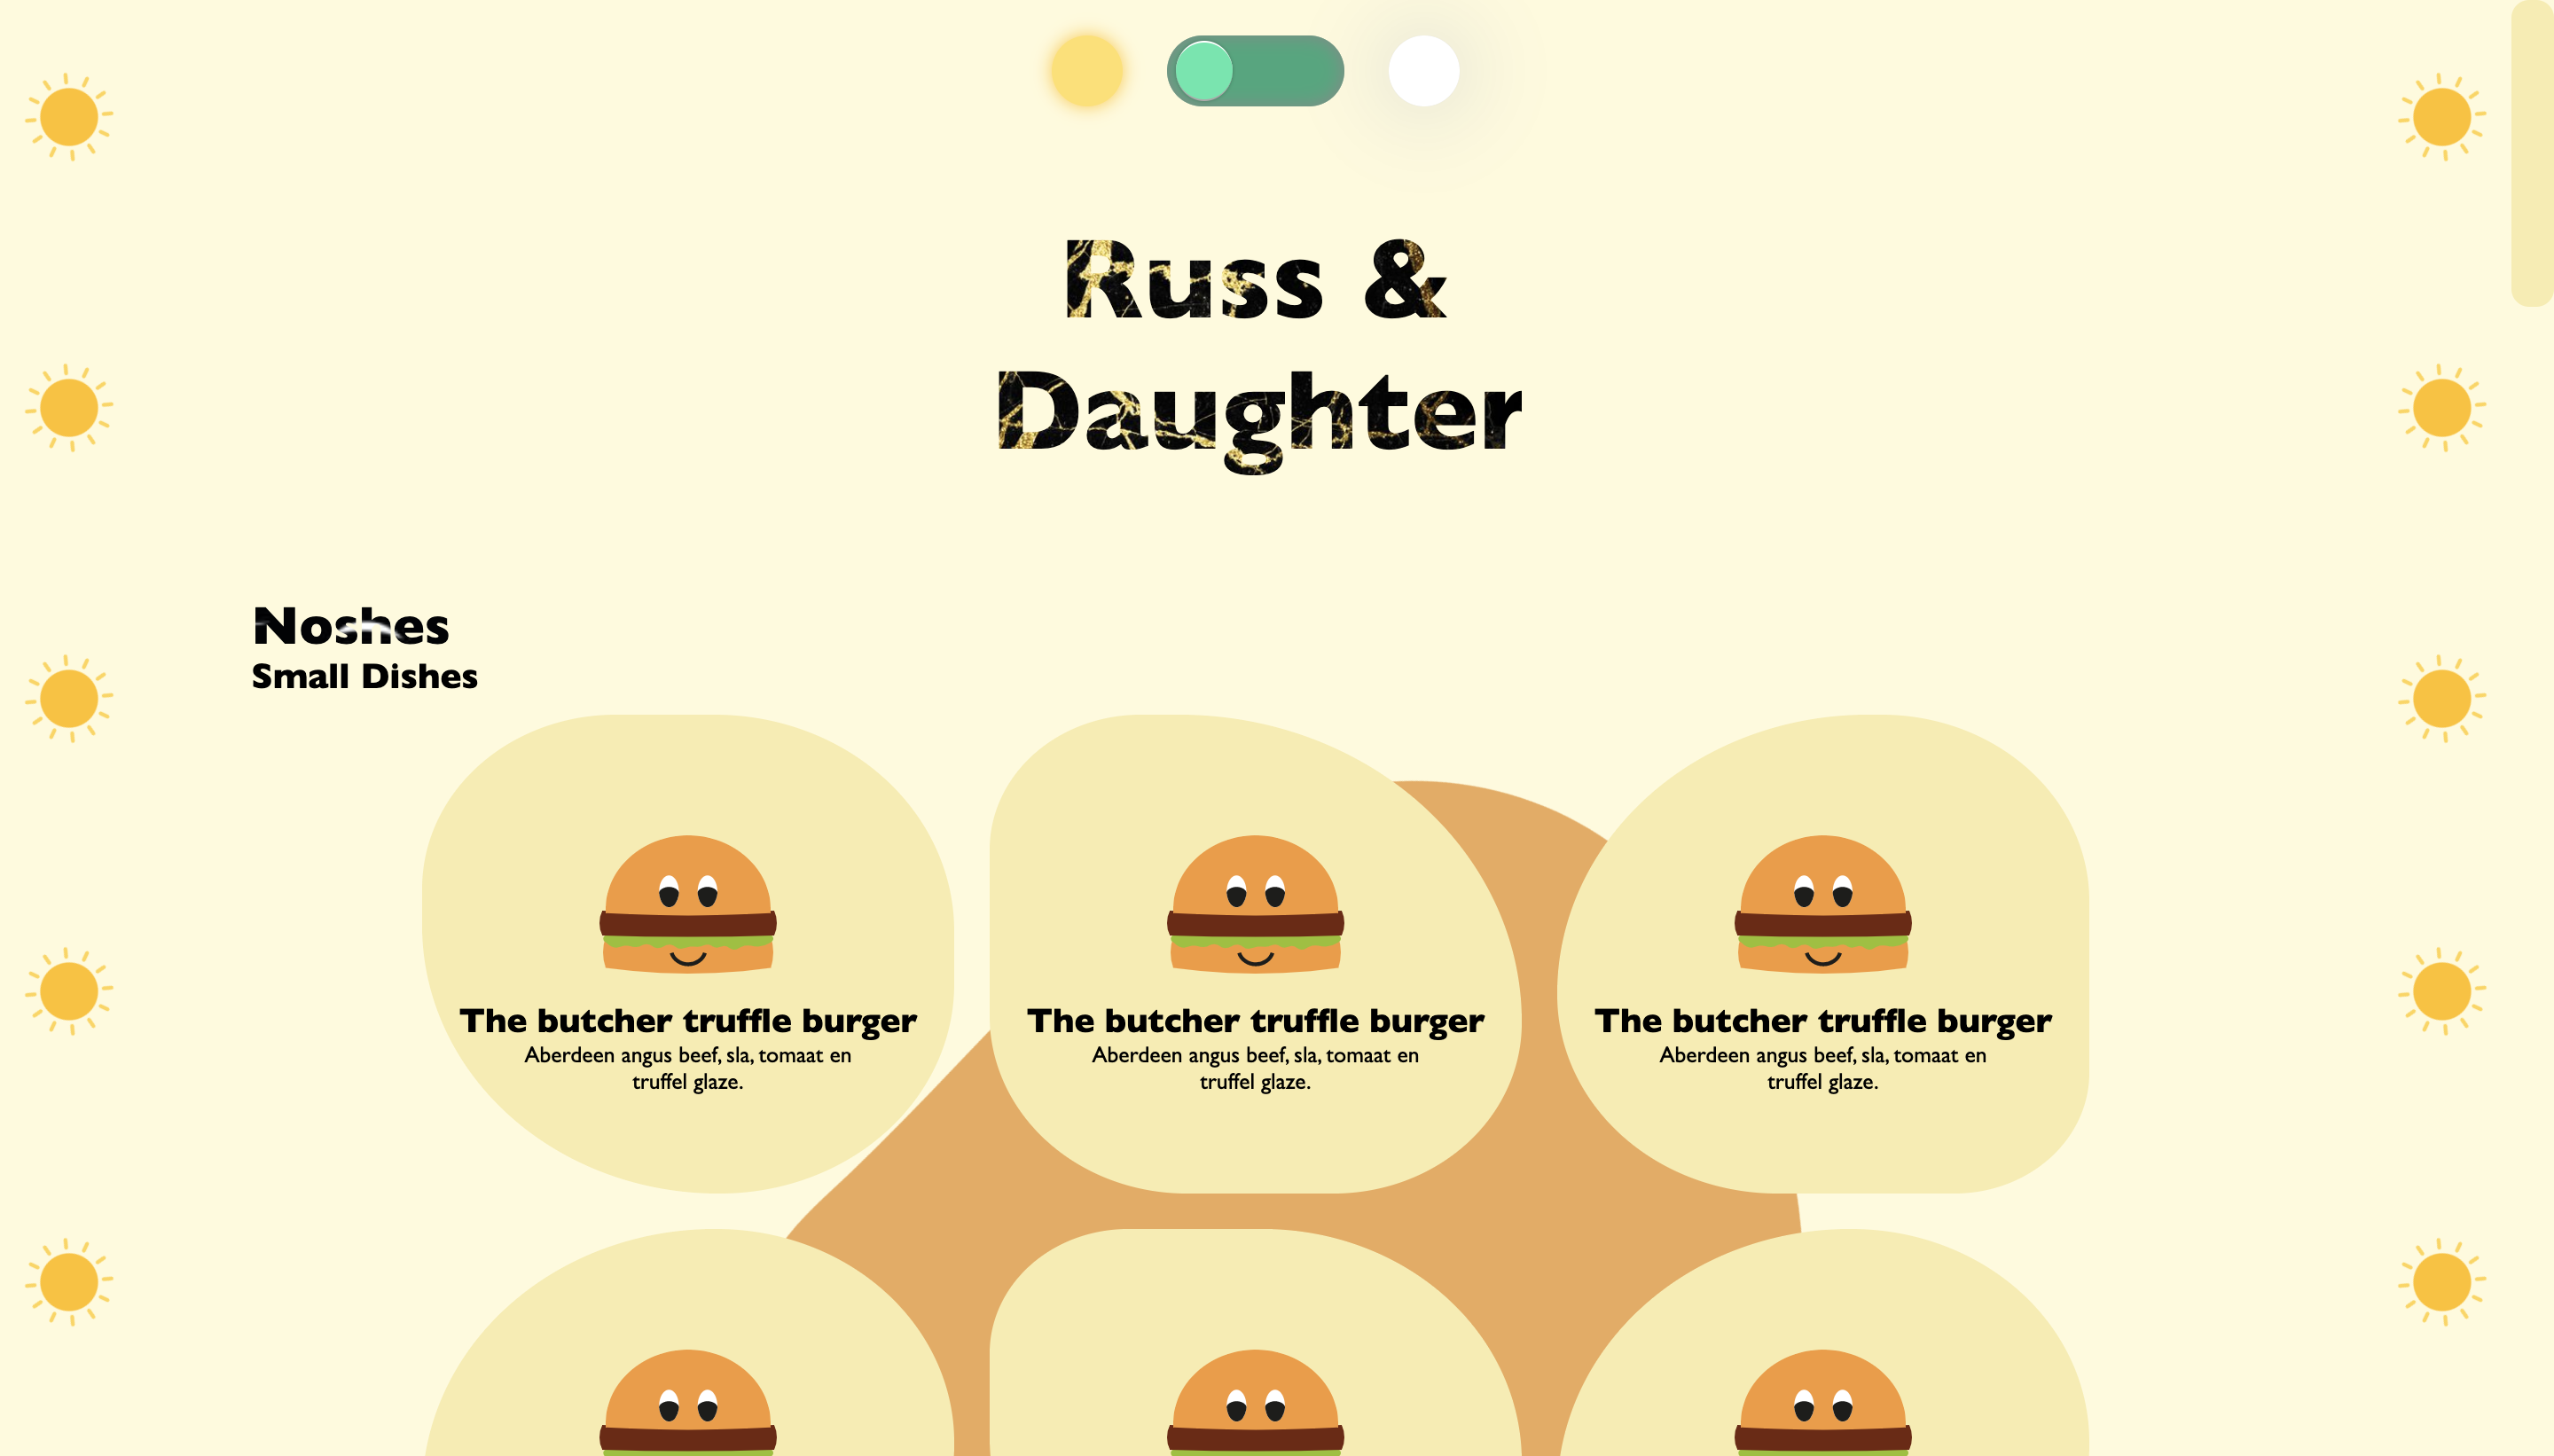 Russ &
Daughter
Noshes
Small Dishes
The butcher truffle burger
Aberdeen angus beef, sla, tomaat en
truffel glaze.
The butcher truffle burger
Aberdeen angus beef, sla, tomaat en
truffel glaze.
The butcher truffle burger
Aberdeen angus beef, sla, tomaat en
truffel glaze.